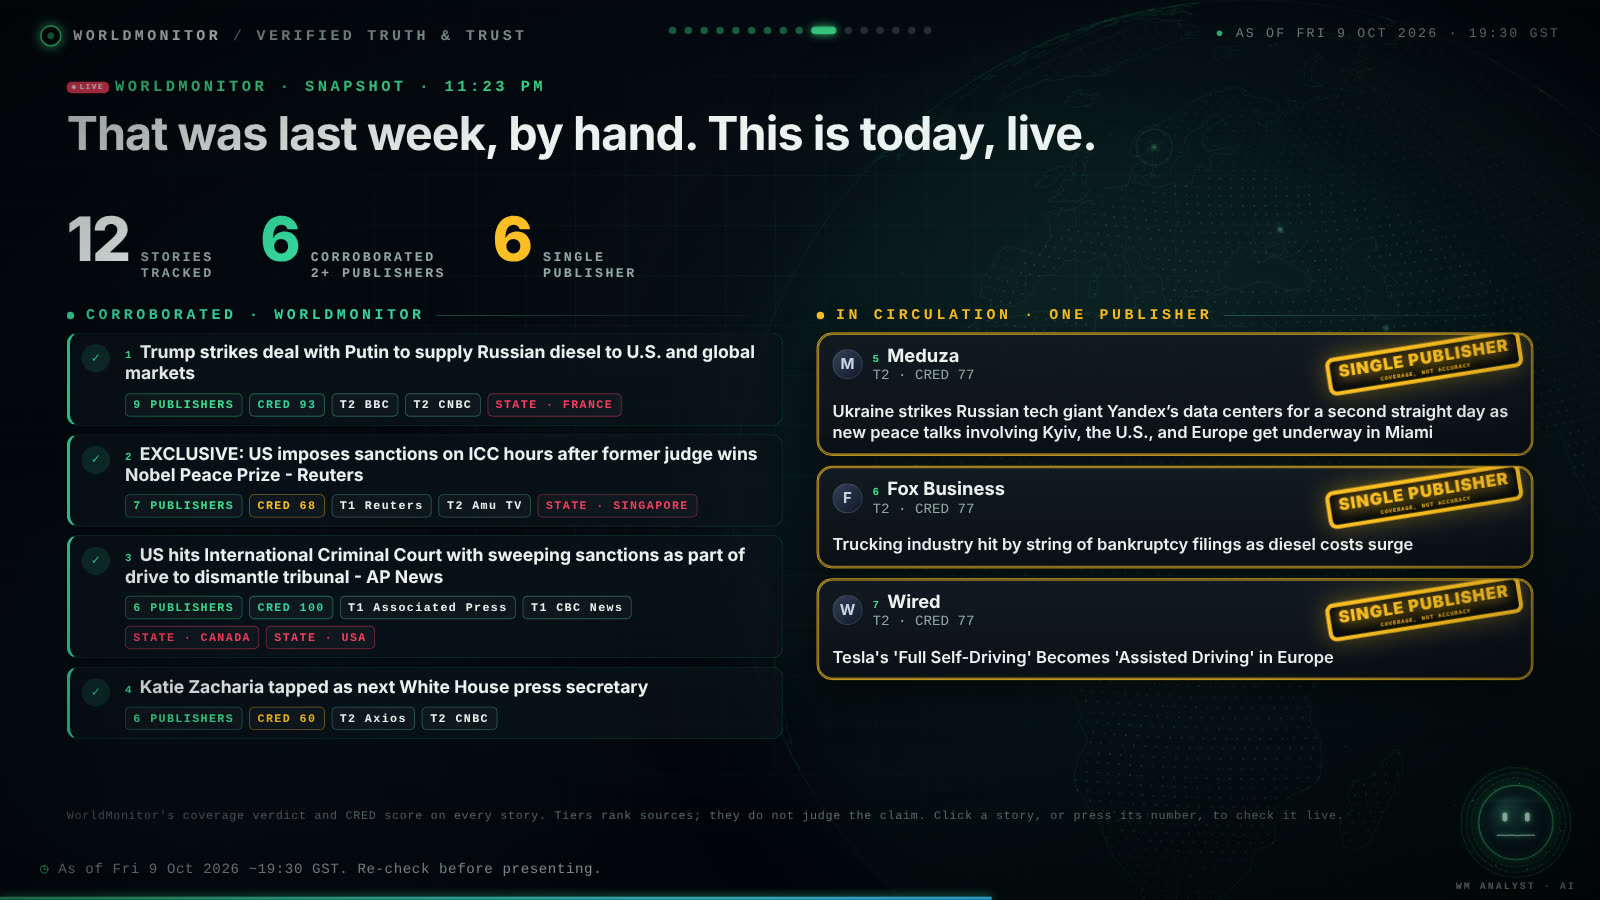 WORLDMONITOR / VERIFIED TRUTH & TRUST
AS OF FRI 9 OCT 2026 · 19:30 GST
LIVE WORLDMONITOR · SNAPSHOT · 11:23 PM
That was last week, by hand. This is today, live.
12 STORIES TRACKED
6 CORROBORATED 2+ PUBLISHERS
6 SINGLE PUBLISHER
CORROBORATED · WORLDMONITOR
1 Trump strikes deal with Putin to supply Russian diesel to U.S. and global
markets
9 PUBLISHERS CRED 93 T2 BBC T2 CNBC STATE · FRANCE
2 EXCLUSIVE: US imposes sanctions on ICC hours after former judge wins
Nobel Peace Prize - Reuters
7 PUBLISHERS CRED 68 T1 Reuters T2 Amu TV STATE · SINGAPORE
3 US hits International Criminal Court with sweeping sanctions as part of
drive to dismantle tribunal - AP News
6 PUBLISHERS CRED 100 T1 Associated Press T1 CBC News
STATE · CANADA STATE · USA
4 Katie Zacharia tapped as next White House press secretary
6 PUBLISHERS CRED 60 T2 Axios T2 CNBC
IN CIRCULATION · ONE PUBLISHER
M 5 Meduza
T2 · CRED 77
SINGLE PUBLISHER
COVERAGE, NOT ACCURACY
Ukraine strikes Russian tech giant Yandex’s data centers for a second straight day as
new peace talks involving Kyiv, the U.S., and Europe get underway in Miami
F 6 Fox Business
T2 · CRED 77
SINGLE PUBLISHER
COVERAGE, NOT ACCURACY
Trucking industry hit by string of bankruptcy filings as diesel costs surge
W 7 Wired
T2 · CRED 77
SINGLE PUBLISHER
COVERAGE, NOT ACCURACY
Tesla's 'Full Self-Driving' Becomes 'Assisted Driving' in Europe
WorldMonitor's coverage verdict and CRED score on every story. Tiers rank sources; they do not judge the claim. Click a story, or press its number, to check it live.
As of Fri 9 Oct 2026 ~19:30 GST. Re-check before presenting.
WM ANALYST · AI